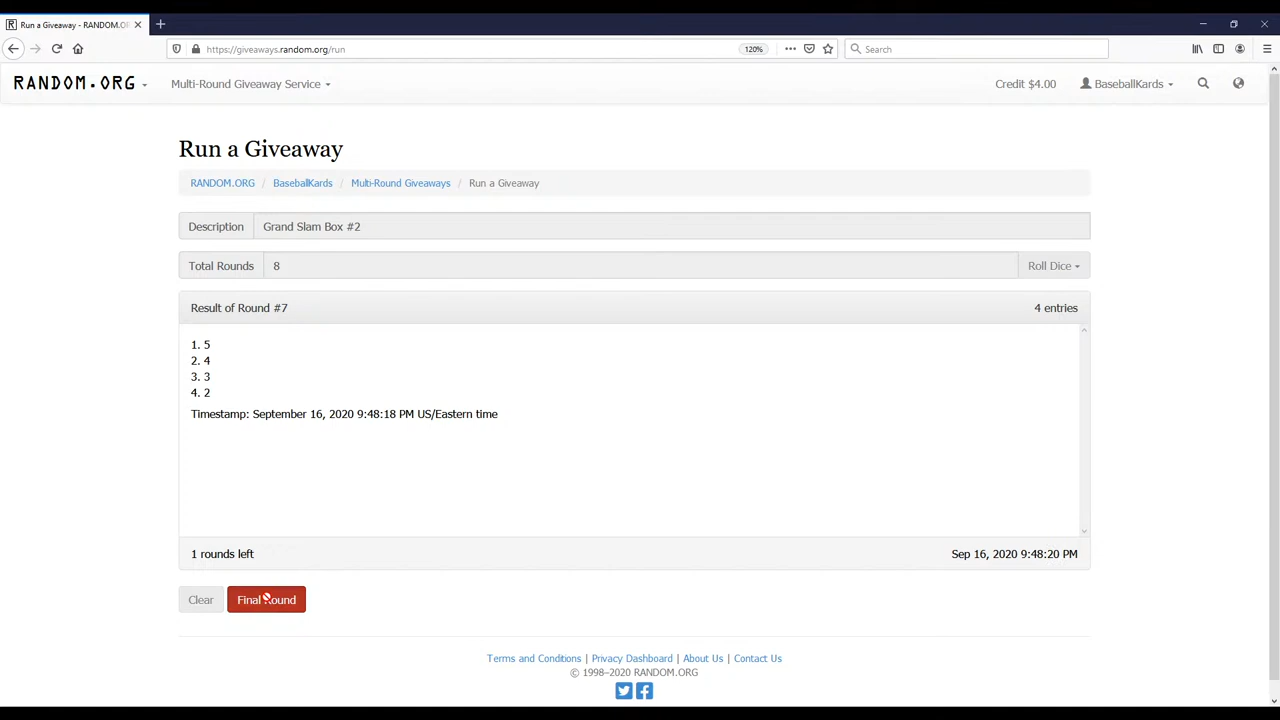 Run a Giveaway - RANDOM.OR
https://giveaways.random.org/run
120%
Search
RANDOM.ORG
Multi-Round Giveaway Service
Credit $4.00
BaseballKards
Run a Giveaway
RANDOM.ORG / BaseballKards / Multi-Round Giveaways / Run a Giveaway
Description
Grand Slam Box #2
Total Rounds
8
Roll Dice
Result of Round #7
4 entries
1. 5
2. 4
3. 3
4. 2
Timestamp: September 16, 2020 9:48:18 PM US/Eastern time
1 rounds left
Sep 16, 2020 9:48:20 PM
Clear
Final Round
Terms and Conditions | Privacy Dashboard | About Us | Contact Us
© 1998–2020 RANDOM.ORG